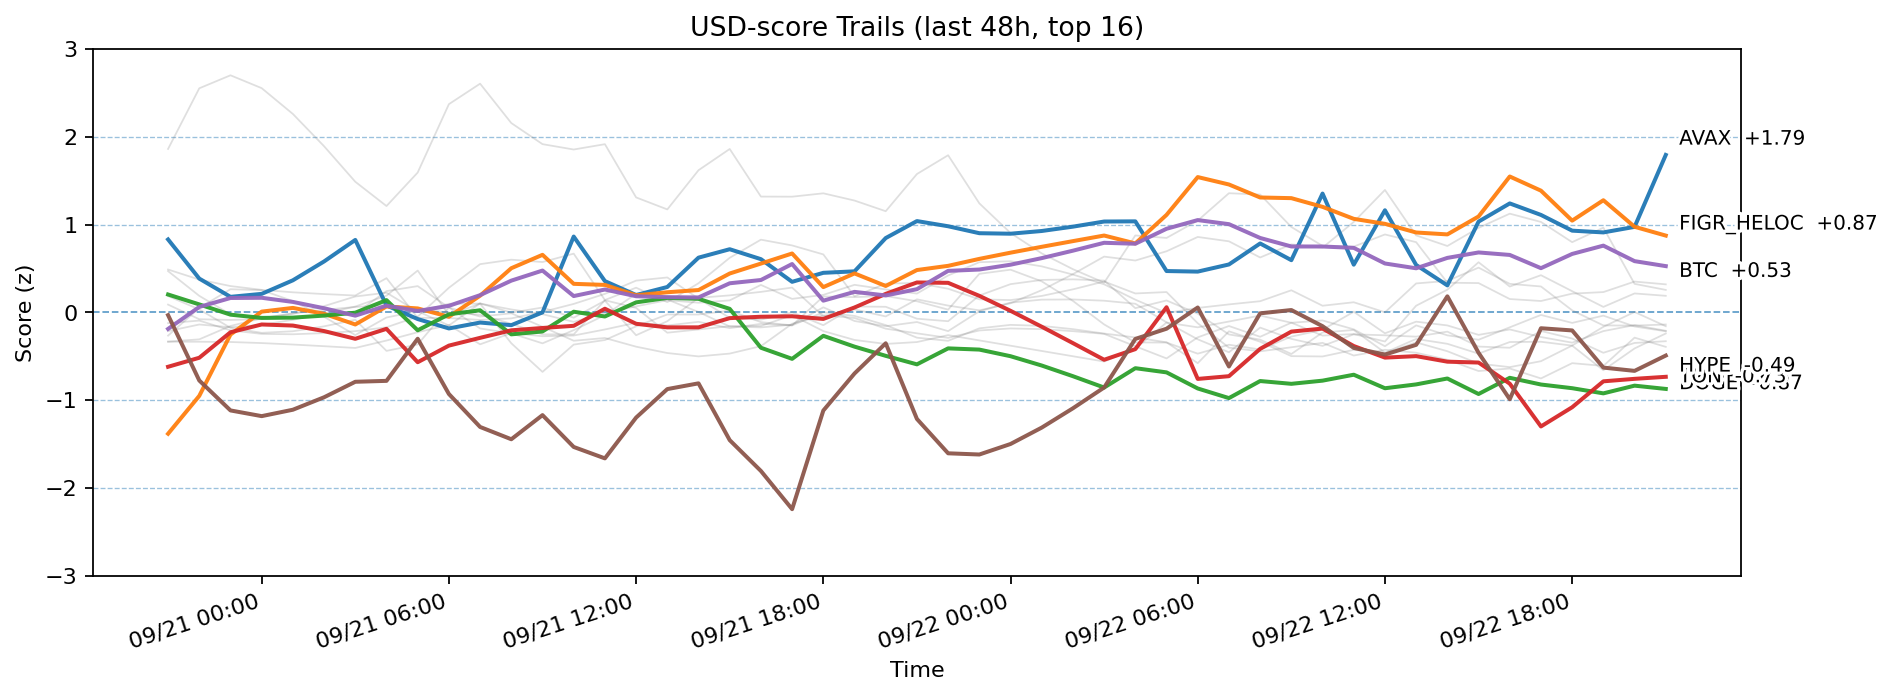 USD-score Trails (last 48h, top 16)
Score (z)
3
2
1
0
−1
−2
−3
AVAX +1.79
FIGR_HELOC +0.87
BTC +0.53
HYPE -0.49
DOGE -0.87
09/21 00:00
09/21 06:00
09/21 12:00
09/21 18:00
09/22 00:00
09/22 06:00
09/22 12:00
09/22 18:00
Time